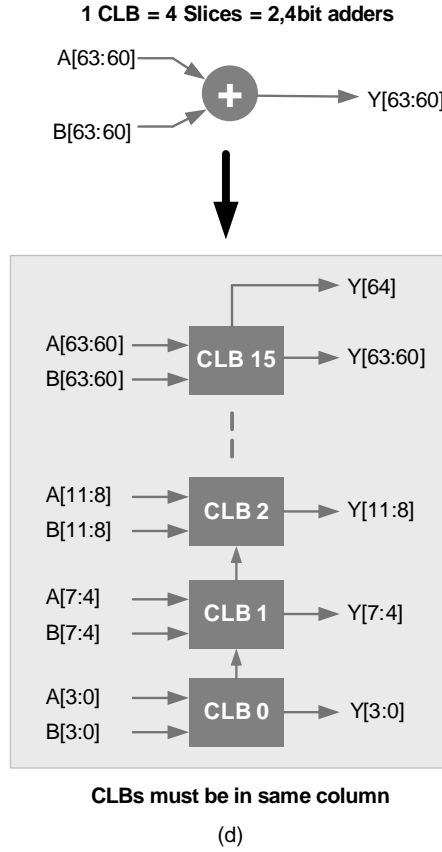 1 CLB = 4 Slices = 2,4bit adders
A[63:60]
+
Y[63:60]
B[63:60]
Y[64]
A[63:60]
CLB 15
Y[63:60]
B[63:60]
A[11:8]
CLB 2
Y[11:8]
B[11:8]
A[7:4]
CLB 1
Y[7:4]
B[7:4]
A[3:0]
CLB 0
Y[3:0]
B[3:0]
CLBs must be in same column
(d)